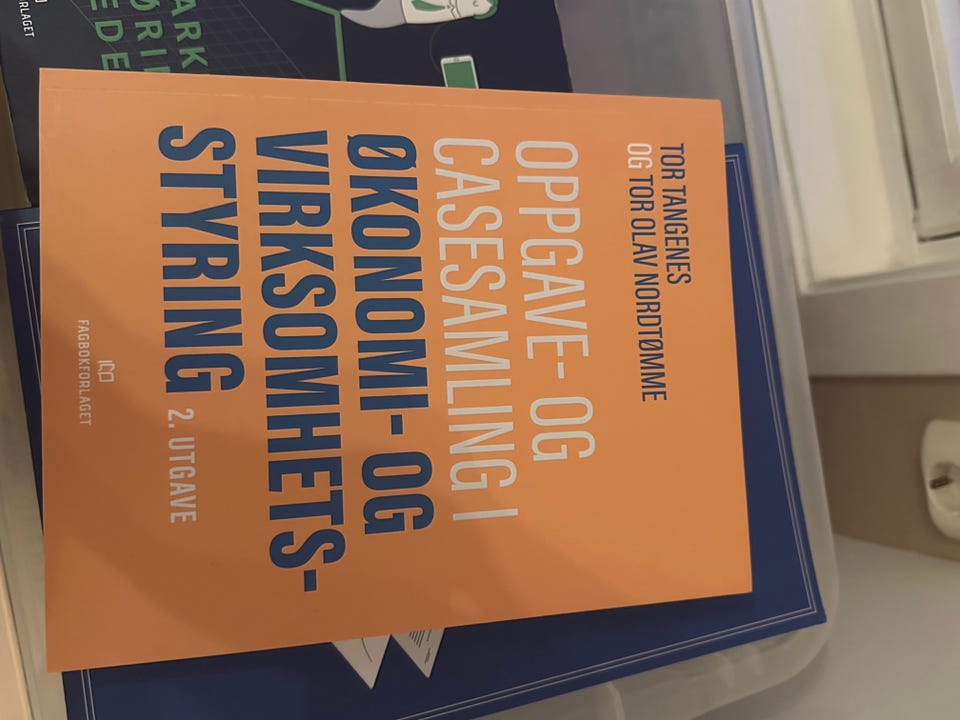 TOR TANGENES
OG TOR OLAV NORDTØMME
OPPGAVE- OG
CASESAMLING I
ØKONOMI- OG
VIRKSOMHETS-
STYRING 2. UTGAVE
FAGBOKFORLAGET